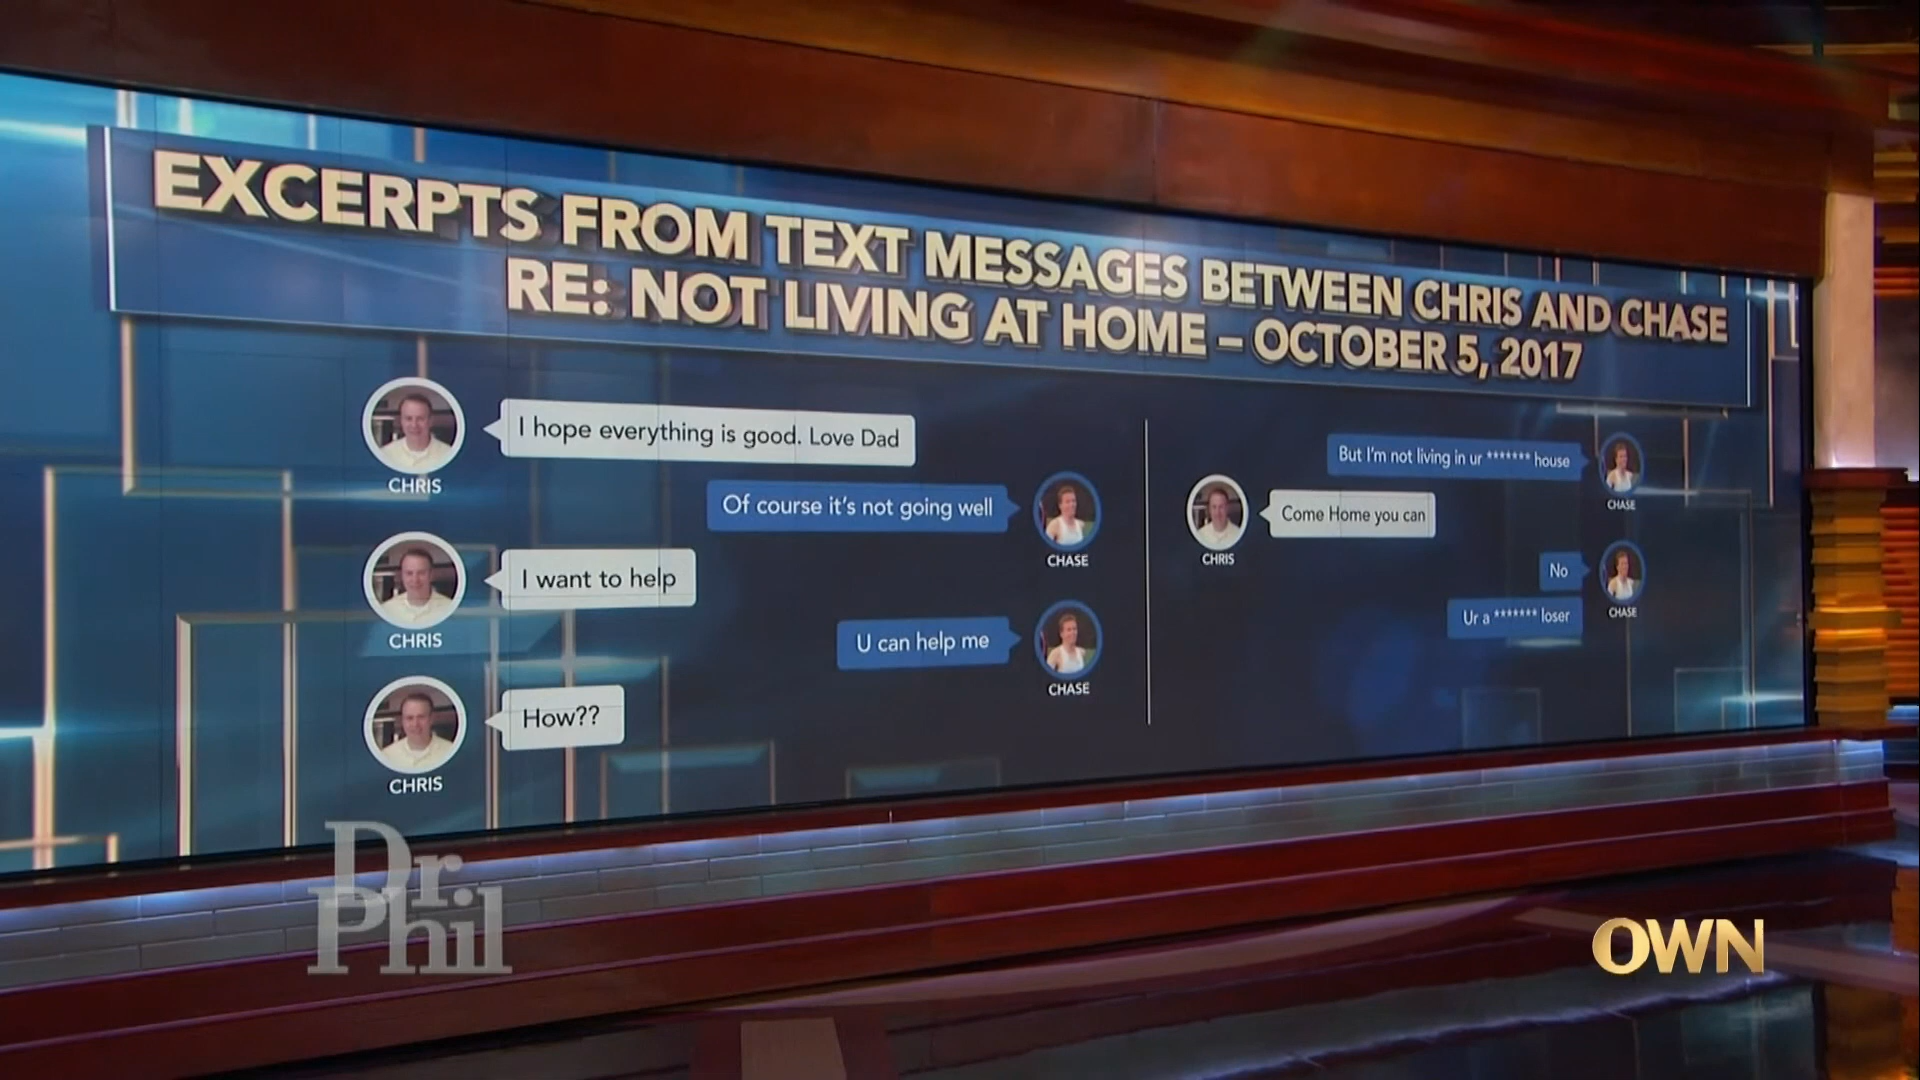 EXCERPTS FROM TEXT MESSAGES BETWEEN CHRIS AND CHASE
RE: NOT LIVING AT HOME – OCTOBER 5, 2017
I hope everything is good. Love Dad
CHRIS
Of course it's not going well
CHASE
I want to help
CHRIS
U can help me
CHASE
How??
CHRIS
But I'm not living in ur ******* house
CHASE
Come Home you can
CHRIS
No
CHASE
Ur a ******* loser
Dr.
Phil
OWN